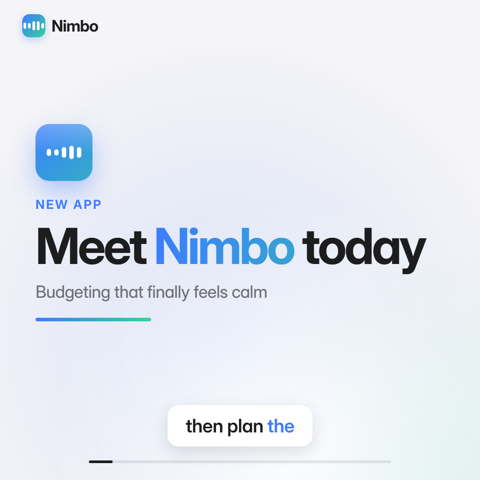 Nimbo
NEW APP
Meet Nimbo today
Budgeting that finally feels calm
then plan the